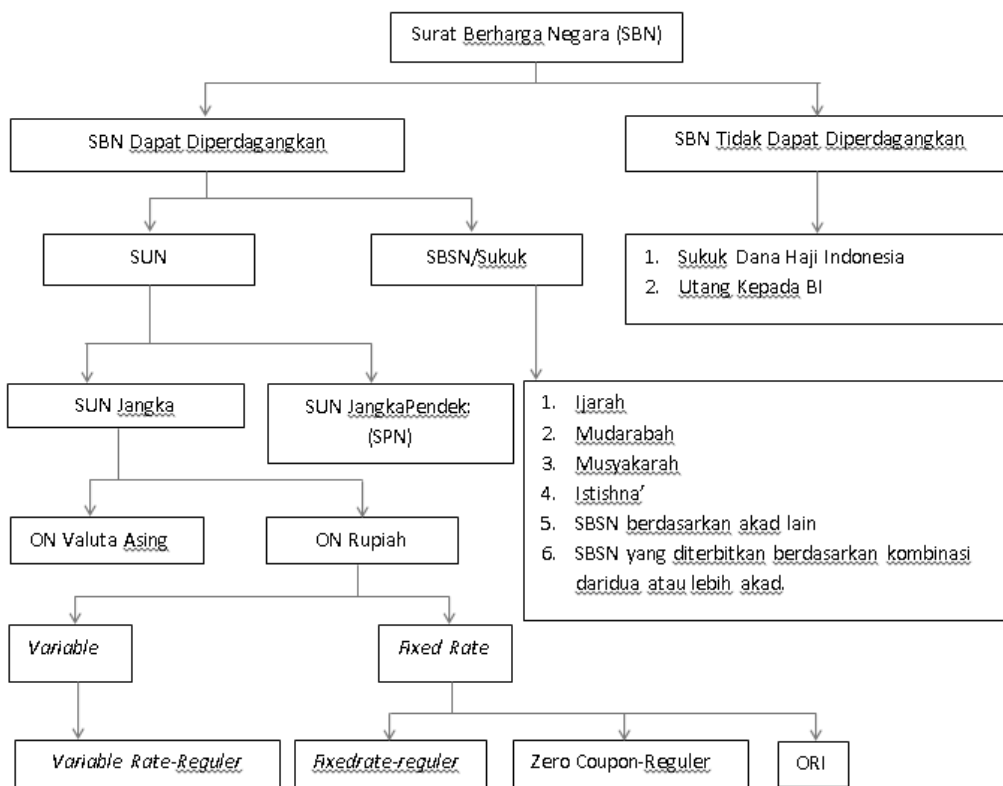 Surat Berharga Negara (SBN)
SBN Dapat Diperdagangkan
SBN Tidak Dapat Diperdagangkan
SUN
SBSN/Sukuk
1. Sukuk Dana Haji Indonesia
2. Utang Kepada BI
SUN Jangka
SUN JangkaPendek:
(SPN)
1. Ijarah
2. Mudarabah
3. Musyakarah
4. Istishna’
5. SBSN berdasarkan akad lain
6. SBSN yang diterbitkan berdasarkan kombinasi
daridua atau lebih akad.
ON Valuta Asing
ON Rupiah
Variable
Fixed Rate
Variable Rate-Reguler
Fixedrate-reguler
Zero Coupon-Reguler
ORI